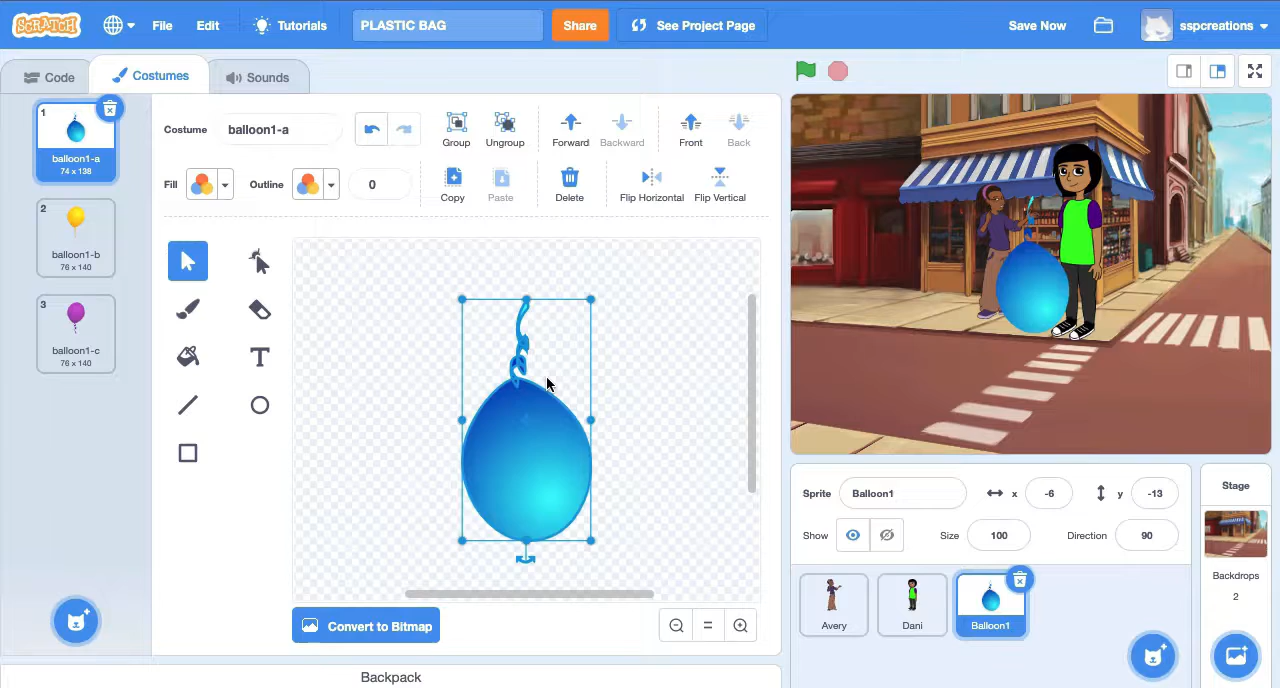 SCRATCH File Edit Tutorials PLASTIC BAG Share See Project Page Save Now sspcreations
Code Costumes Sounds
1
balloon1-a
74 x 138
2
balloon1-b
76 x 140
3
balloon1-c
76 x 140
Costume balloon1-a Group Ungroup Forward Backward Front Back
Fill Outline 0 Copy Paste Delete Flip Horizontal Flip Vertical
T
Convert to Bitmap
Backpack
Sprite Balloon1 x -6 y -13
Show Size 100 Direction 90
Avery Dani Balloon1
Stage
Backdrops
2